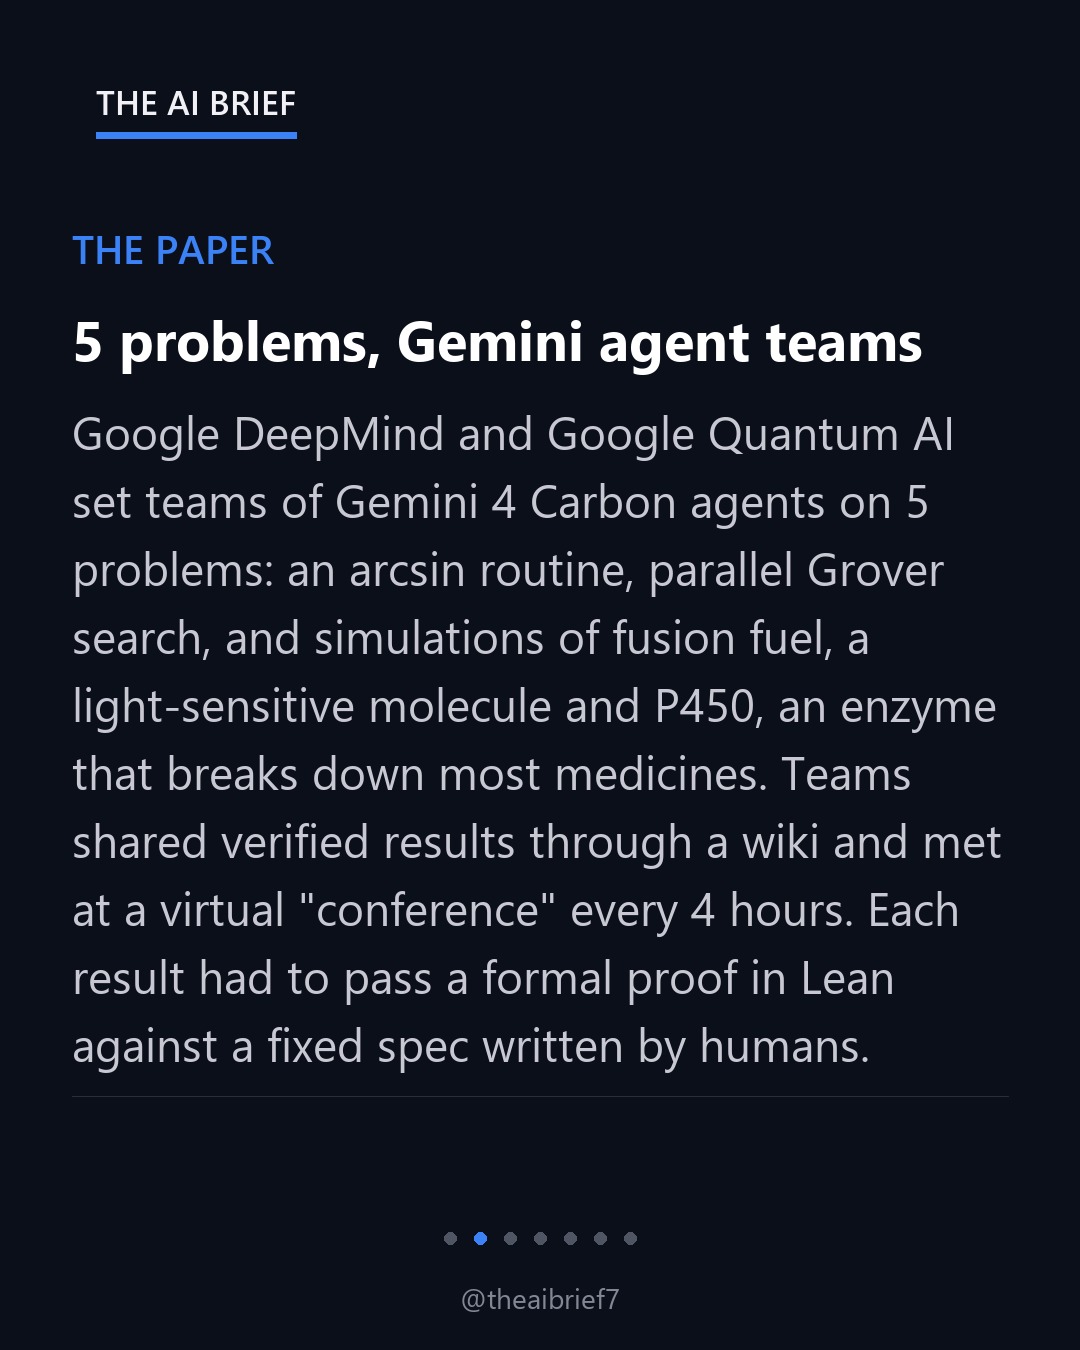 THE AI BRIEF
THE PAPER
5 problems, Gemini agent teams
Google DeepMind and Google Quantum AI
set teams of Gemini 4 Carbon agents on 5
problems: an arcsin routine, parallel Grover
search, and simulations of fusion fuel, a
light-sensitive molecule and P450, an enzyme
that breaks down most medicines. Teams
shared verified results through a wiki and met
at a virtual "conference" every 4 hours. Each
result had to pass a formal proof in Lean
against a fixed spec written by humans.
@theaibrief7